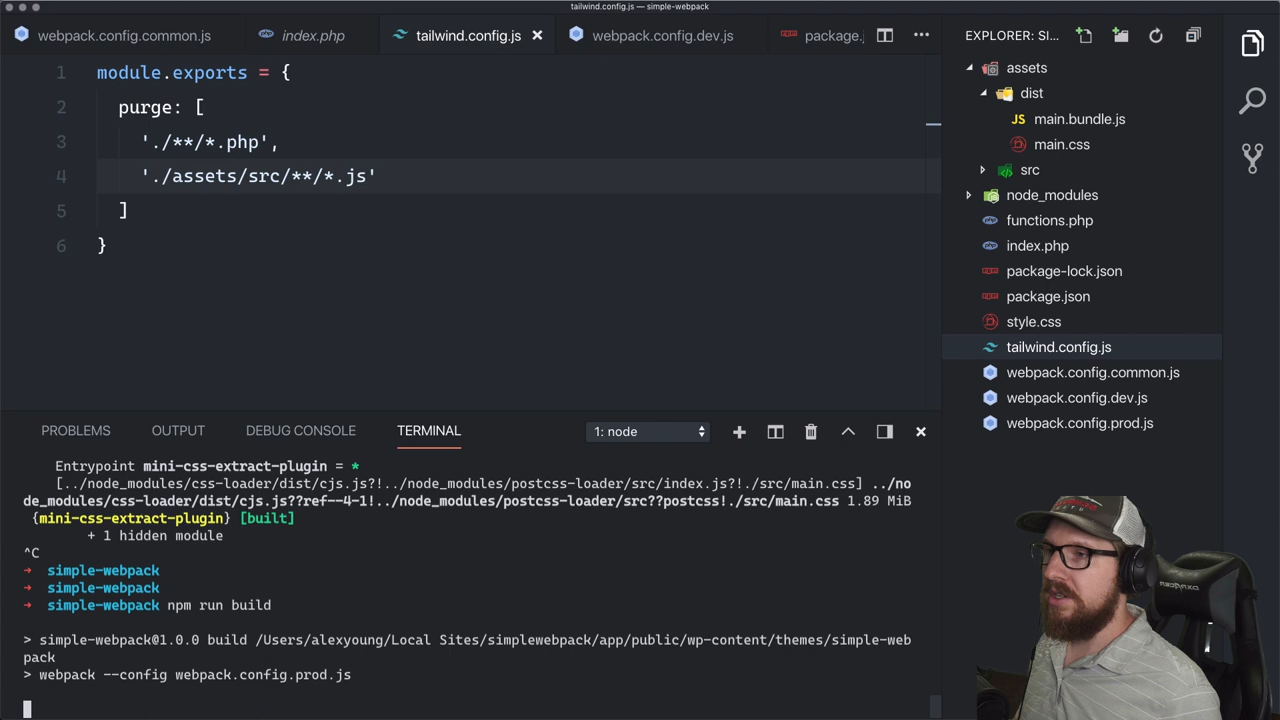 tailwind.config.js — simple-webpack
webpack.config.common.js
index.php
tailwind.config.js
webpack.config.dev.js
package.j
EXPLORER: SI...
1 module.exports = {
2 purge: [
3 './**/*.php',
4 './assets/src/**/*.js'
5 ]
6 }
assets
dist
JS main.bundle.js
main.css
src
node_modules
functions.php
index.php
package-lock.json
package.json
style.css
tailwind.config.js
webpack.config.common.js
webpack.config.dev.js
webpack.config.prod.js
PROBLEMS OUTPUT DEBUG CONSOLE TERMINAL 1: node
Entrypoint mini-css-extract-plugin = *
[../node_modules/css-loader/dist/cjs.js?!../node_modules/postcss-loader/src/index.js?!./src/main.css] ../no
de_modules/css-loader/dist/cjs.js??ref--4-1!../node_modules/postcss-loader/src??postcss!./src/main.css 1.89 MiB
{mini-css-extract-plugin} [built]
+ 1 hidden module
^C
→ simple-webpack
→ simple-webpack
→ simple-webpack npm run build
> simple-webpack@1.0.0 build /Users/alexyoung/Local Sites/simplewebpack/app/public/wp-content/themes/simple-web
pack
> webpack --config webpack.config.prod.js